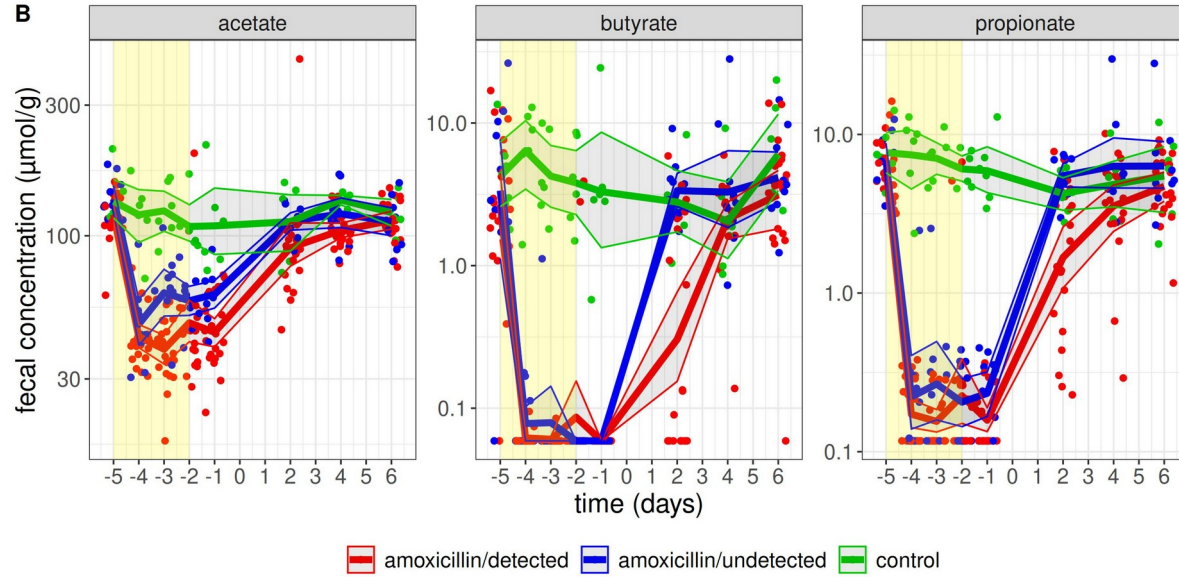 B
acetate butyrate propionate
fecal concentration (µmol/g)
300
100
30
10.0
1.0
0.1
10.0
1.0
0.1
-5 -4 -3 -2 -1 0 1 2 3 4 5 6
-5 -4 -3 -2 -1 0 1 2 3 4 5 6
-5 -4 -3 -2 -1 0 1 2 3 4 5 6
time (days)
amoxicillin/detected amoxicillin/undetected control